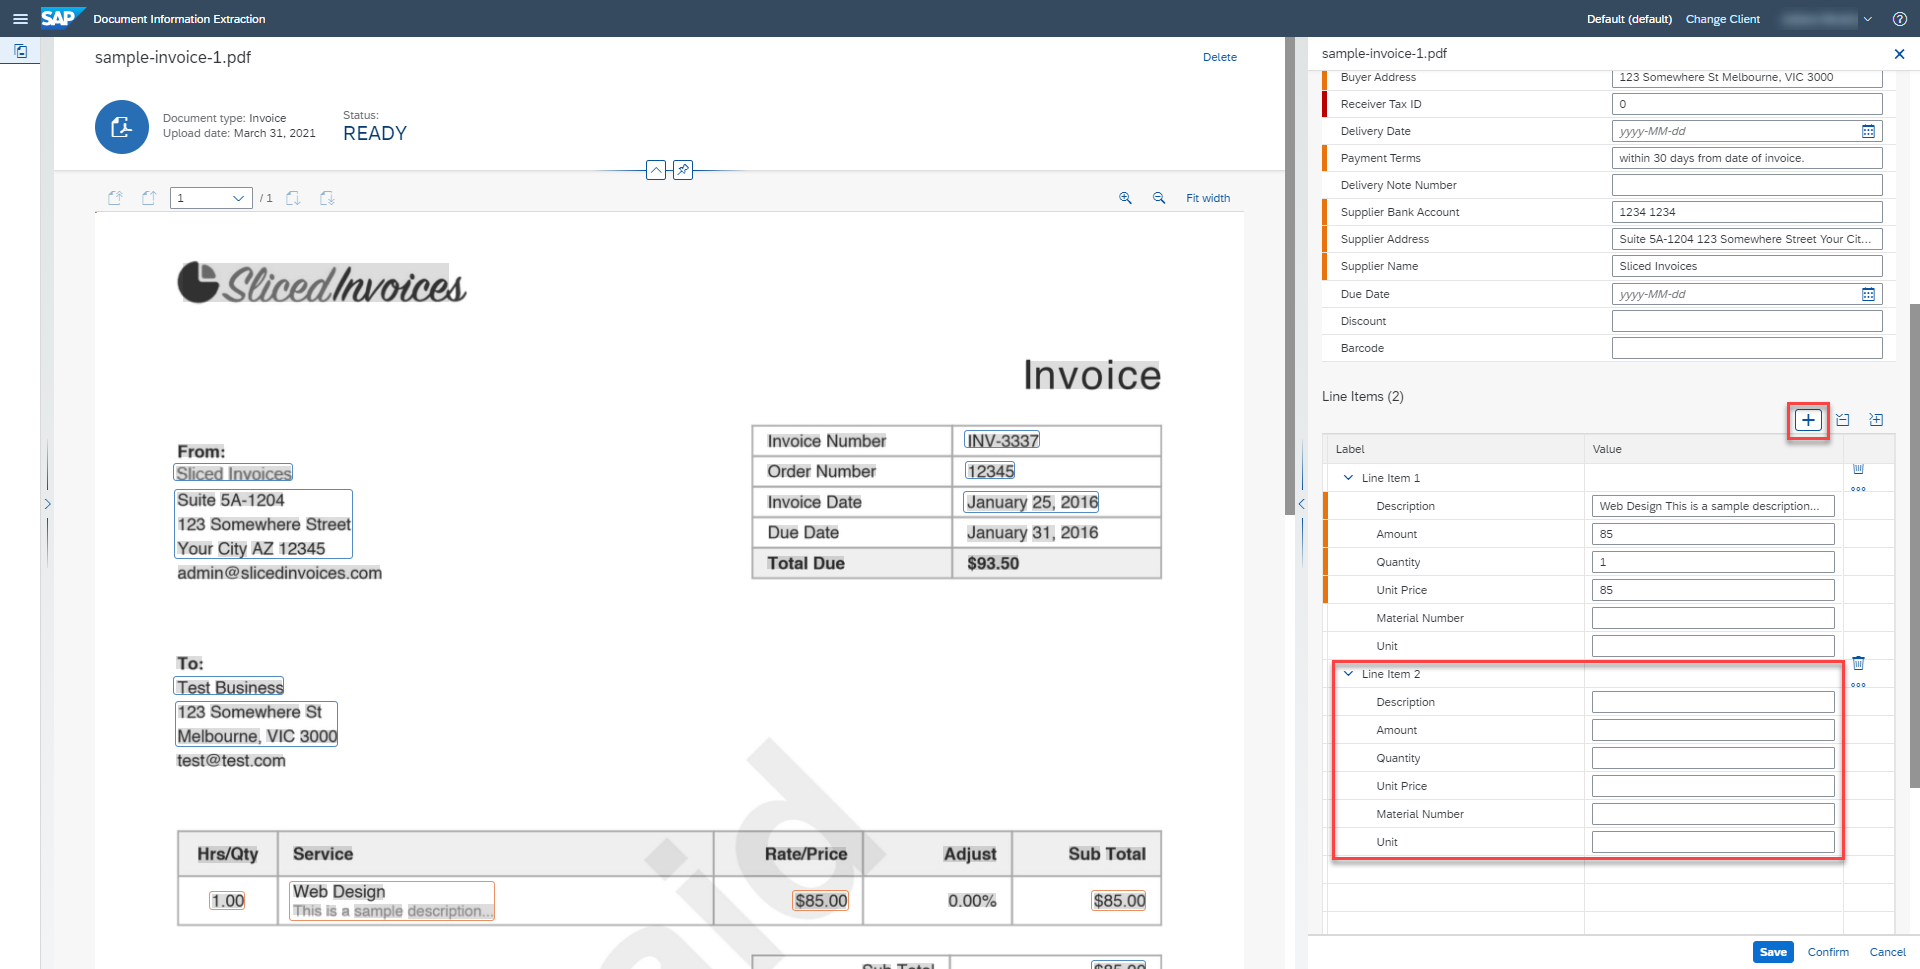 SAP Document Information Extraction
Default (default) Change Client
sample-invoice-1.pdf
Delete
Document type: Invoice
Upload date: March 31, 2021
Status:
READY
1 / 1
Fit width
SlicedInvoices
Invoice
From:
Sliced Invoices
Suite 5A-1204
123 Somewhere Street
Your City AZ 12345
admin@slicedinvoices.com
Invoice Number INV-3337
Order Number 12345
Invoice Date January 25, 2016
Due Date January 31, 2016
Total Due $93.50
To:
Test Business
123 Somewhere St
Melbourne, VIC 3000
test@test.com
Hrs/Qty Service Rate/Price Adjust Sub Total
1.00 Web Design $85.00 0.00% $85.00
This is a sample description...
aid
Sub Total $85.00
sample-invoice-1.pdf
Buyer Address 123 Somewhere St Melbourne, VIC 3000
Receiver Tax ID 0
Delivery Date yyyy-MM-dd
Payment Terms within 30 days from date of invoice.
Delivery Note Number
Supplier Bank Account 1234 1234
Supplier Address Suite 5A-1204 123 Somewhere Street Your Cit...
Supplier Name Sliced Invoices
Due Date yyyy-MM-dd
Discount
Barcode
Line Items (2)
Label Value
Line Item 1
Description Web Design This is a sample description...
Amount 85
Quantity 1
Unit Price 85
Material Number
Unit
Line Item 2
Description
Amount
Quantity
Unit Price
Material Number
Unit
Save Confirm Cancel